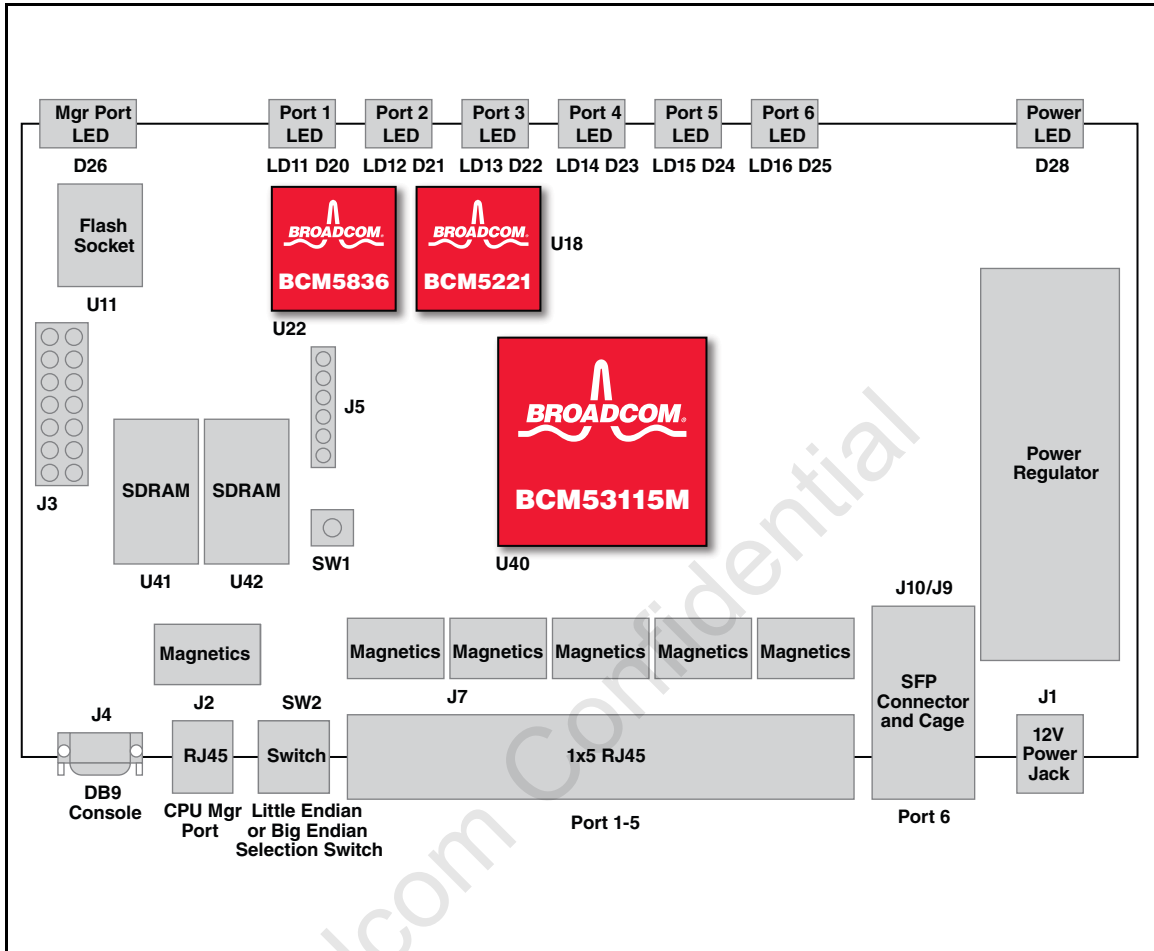 Mgr Port
LED
Port 1
LED
Port 2
LED
Port 3
LED
Port 4
LED
Port 5
LED
Port 6
LED
Power
LED
D26
LD11 D20
LD12 D21
LD13 D22
LD14 D23
LD15 D24
LD16 D25
D28
Flash
Socket
U11
BROADCOM®
BCM5836
U22
BROADCOM®
BCM5221
U18
J3
SDRAM
U41
SDRAM
U42
J5
SW1
BROADCOM®
BCM53115M
U40
Power
Regulator
Magnetics
Magnetics
Magnetics
Magnetics
Magnetics
Magnetics
J10/J9
SFP
Connector
and Cage
Port 6
J4
DB9
Console
J2
RJ45
CPU Mgr
Port
SW2
Switch
Little Endian
or Big Endian
Selection Switch
J7
1x5 RJ45
Port 1-5
J1
12V
Power
Jack
dcom Confidential